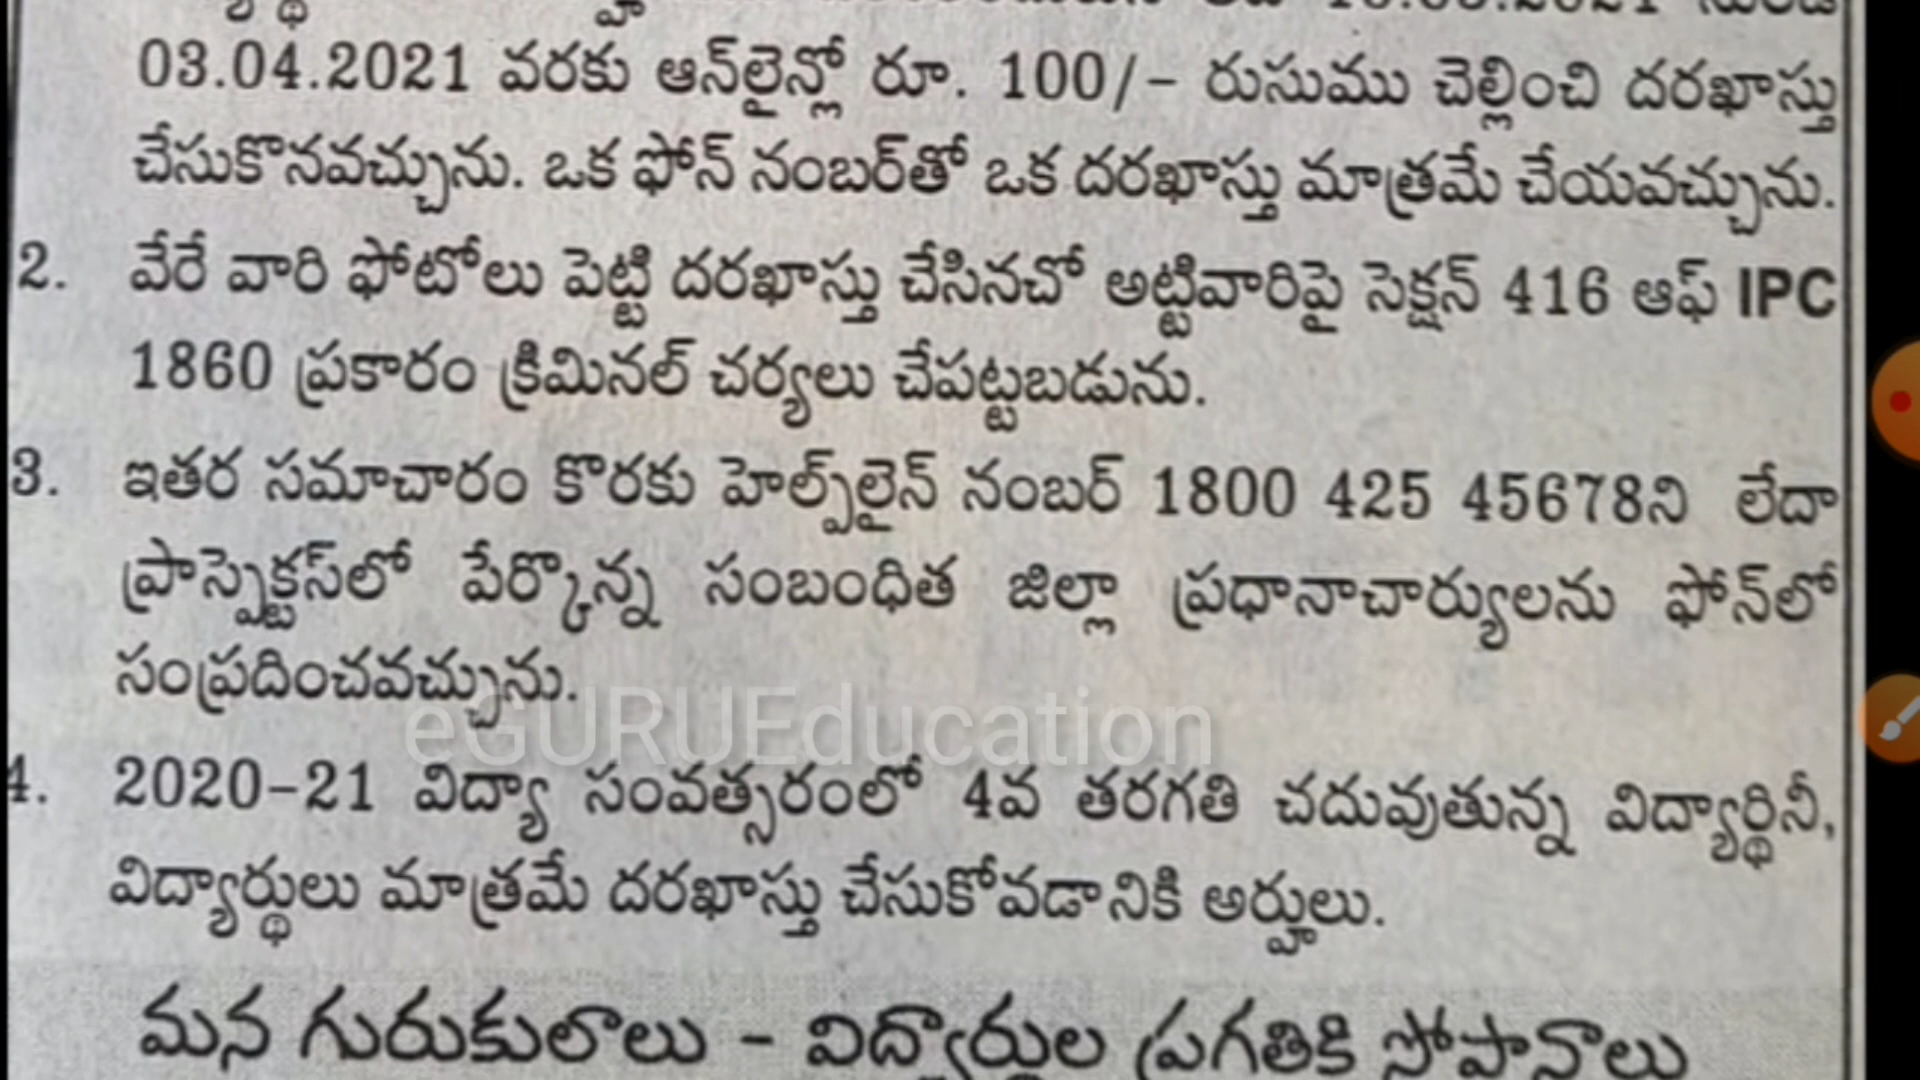 03.04.2021 వరకు ఆన్‌లైన్లో రూ. 100/- రుసుము చెల్లించి దరఖాస్తు
చేసుకొనవచ్చును. ఒక ఫోన్ నంబర్‌తో ఒక దరఖాస్తు మాత్రమే చేయవచ్చును.
2. వేరే వారి ఫోటోలు పెట్టి దరఖాస్తు చేసినచో అట్టివారిపై సెక్షన్ 416 ఆఫ్ IPC
1860 ప్రకారం క్రిమినల్ చర్యలు చేపట్టబడును.
3. ఇతర సమాచారం కొరకు హెల్ప్‌లైన్ నంబర్ 1800 425 45678ని లేదా
ప్రాస్పెక్టస్‌లో పేర్కొన్న సంబంధిత జిల్లా ప్రధానాచార్యులను ఫోన్‌లో
సంప్రదించవచ్చును.
eGURUEducation
4. 2020-21 విద్యా సంవత్సరంలో 4వ తరగతి చదువుతున్న విద్యార్థినీ,
విద్యార్థులు మాత్రమే దరఖాస్తు చేసుకోవడానికి అర్హులు.
మన గురుకులాలు - విద్యార్థుల ప్రగతికి సోపానాలు